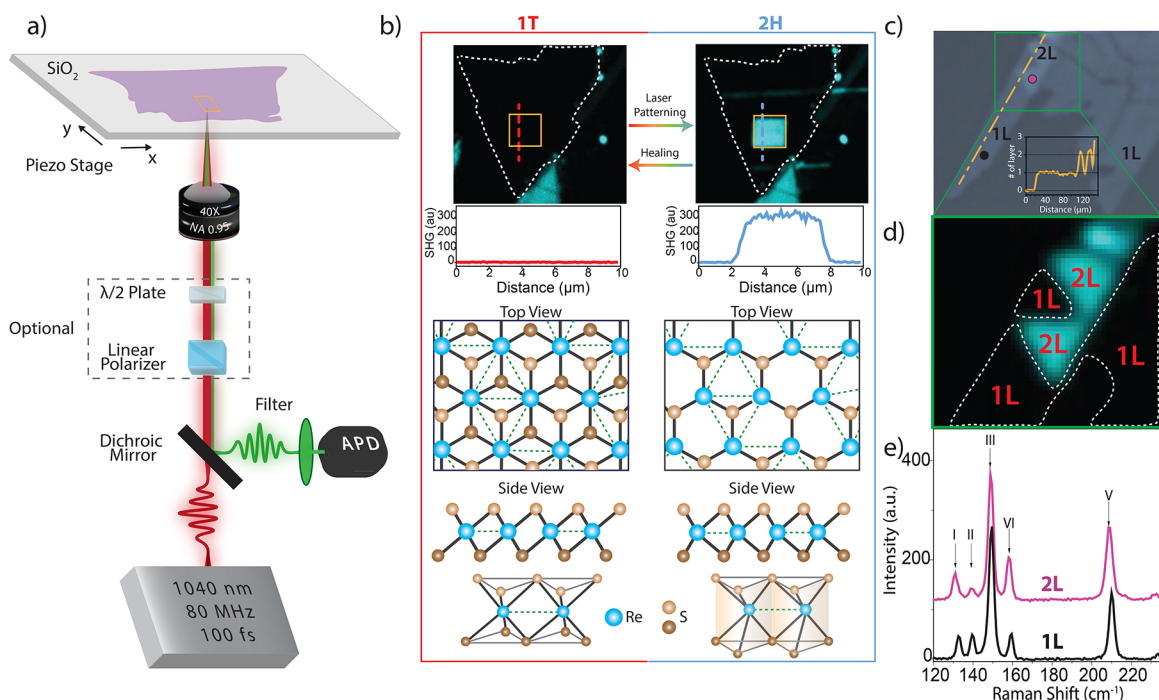 a)
SiO2
y
x
Piezo Stage
40X
NA 0.95
λ/2 Plate
Optional
Linear
Polarizer
Filter
Dichroic
Mirror
APD
1040 nm
80 MHz
100 fs
b)
1T
2H
Laser
Patterning
Healing
SHG (au)
300
200
100
0
0 2 4 6 8 10
Distance (µm)
SHG (au)
300
200
100
0
0 2 4 6 8 10
Distance (µm)
Top View
Top View
Side View
Side View
Re
S
S
c)
2L
1L
1L
# of layer
3
2
1
0
0 40 80 120
Distance (µm)
d)
2L
1L
2L
1L
1L
e)
400
200
0
Intensity (a.u.)
I
II
III
VI
V
2L
1L
120 140 160 180 200 220
Raman Shift (cm-1)